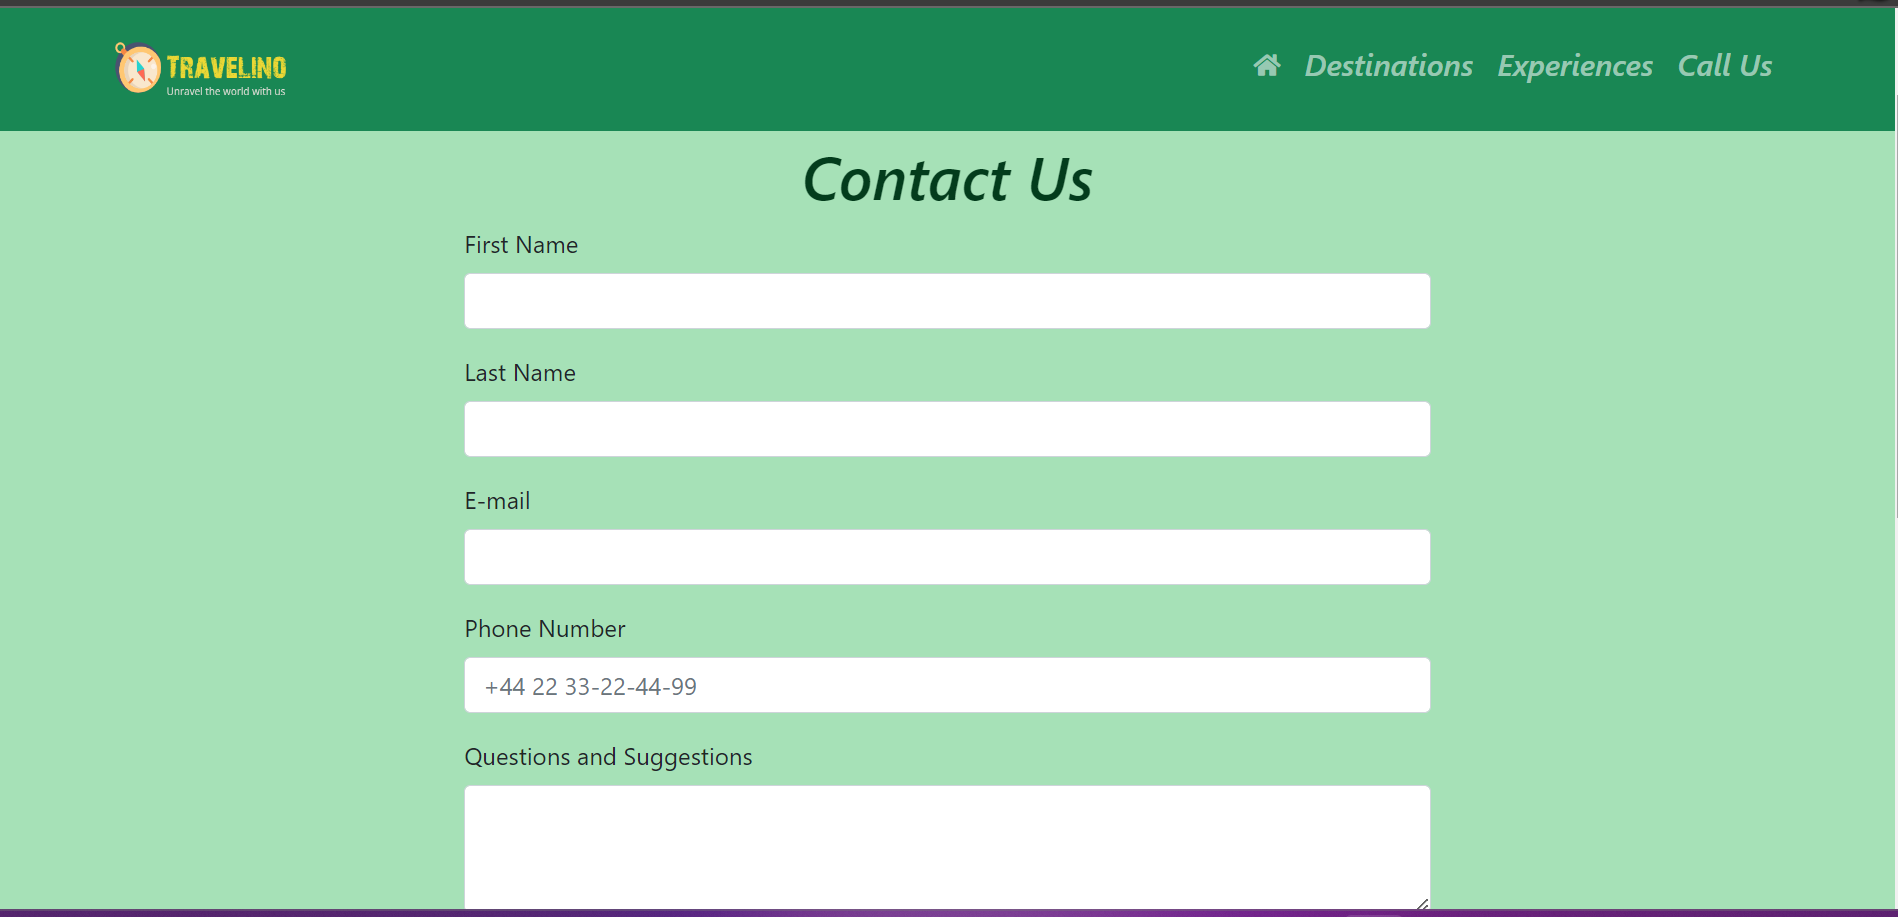 TRAVELINO
Unravel the world with us
Destinations Experiences Call Us
Contact Us
First Name
Last Name
E-mail
Phone Number
+44 22 33-22-44-99
Questions and Suggestions